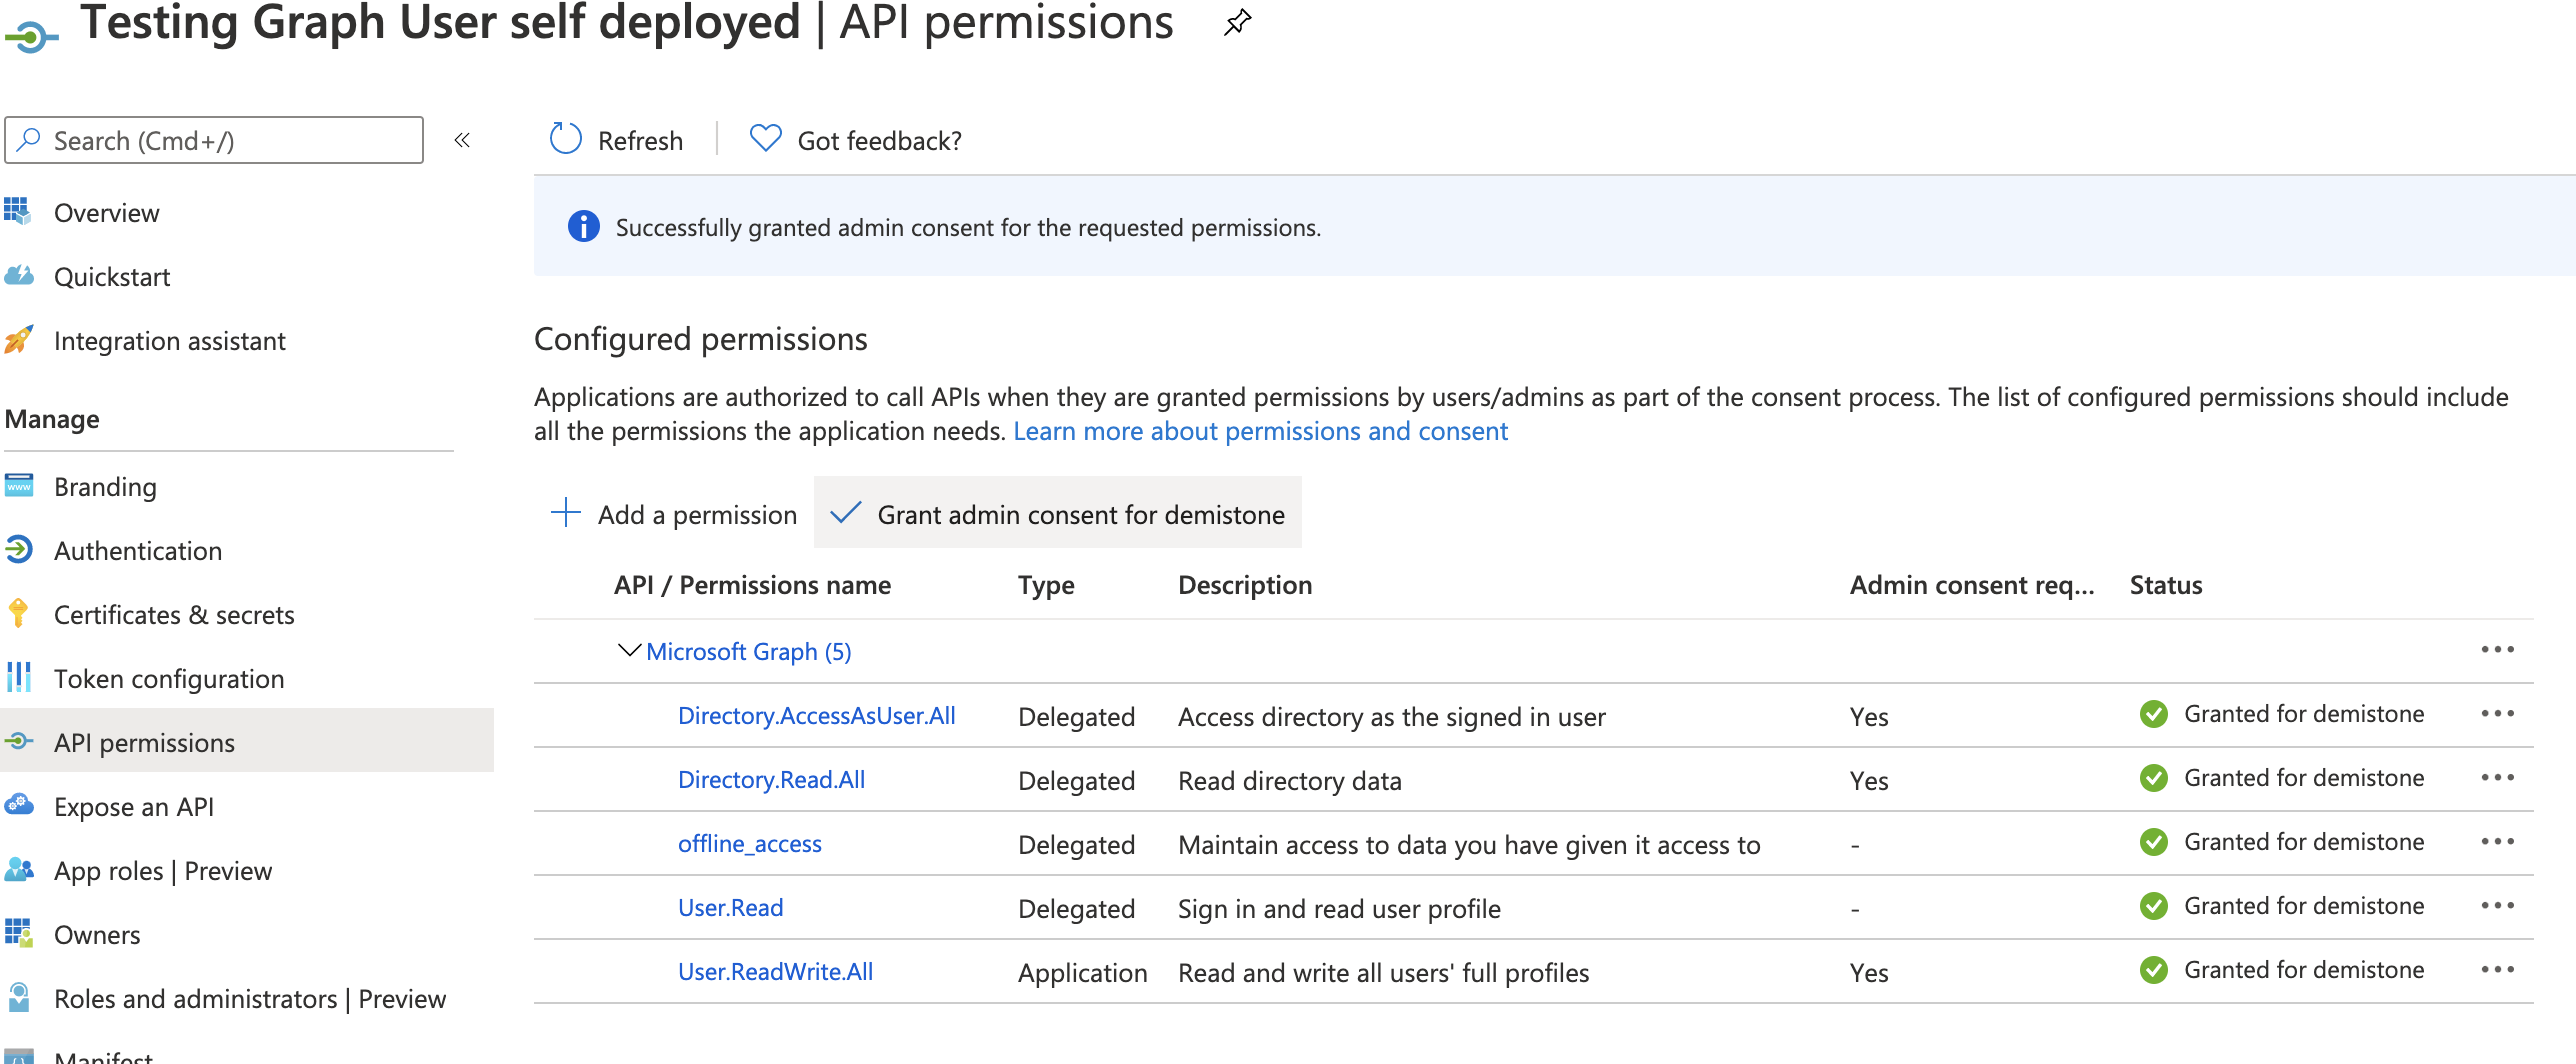 Testing Graph User self deployed | API permissions
Search (Cmd+/)
«
Refresh
Got feedback?
Successfully granted admin consent for the requested permissions.
Overview
Quickstart
Integration assistant
Manage
Branding
Authentication
Certificates & secrets
Token configuration
API permissions
Expose an API
App roles | Preview
Owners
Roles and administrators | Preview
Manifest
Configured permissions
Applications are authorized to call APIs when they are granted permissions by users/admins as part of the consent process. The list of configured permissions should include
all the permissions the application needs. Learn more about permissions and consent
Add a permission
Grant admin consent for demistone
API / Permissions name Type Description Admin consent req... Status
Microsoft Graph (5)
Directory.AccessAsUser.All Delegated Access directory as the signed in user Yes Granted for demistone
Directory.Read.All Delegated Read directory data Yes Granted for demistone
offline_access Delegated Maintain access to data you have given it access to - Granted for demistone
User.Read Delegated Sign in and read user profile - Granted for demistone
User.ReadWrite.All Application Read and write all users' full profiles Yes Granted for demistone